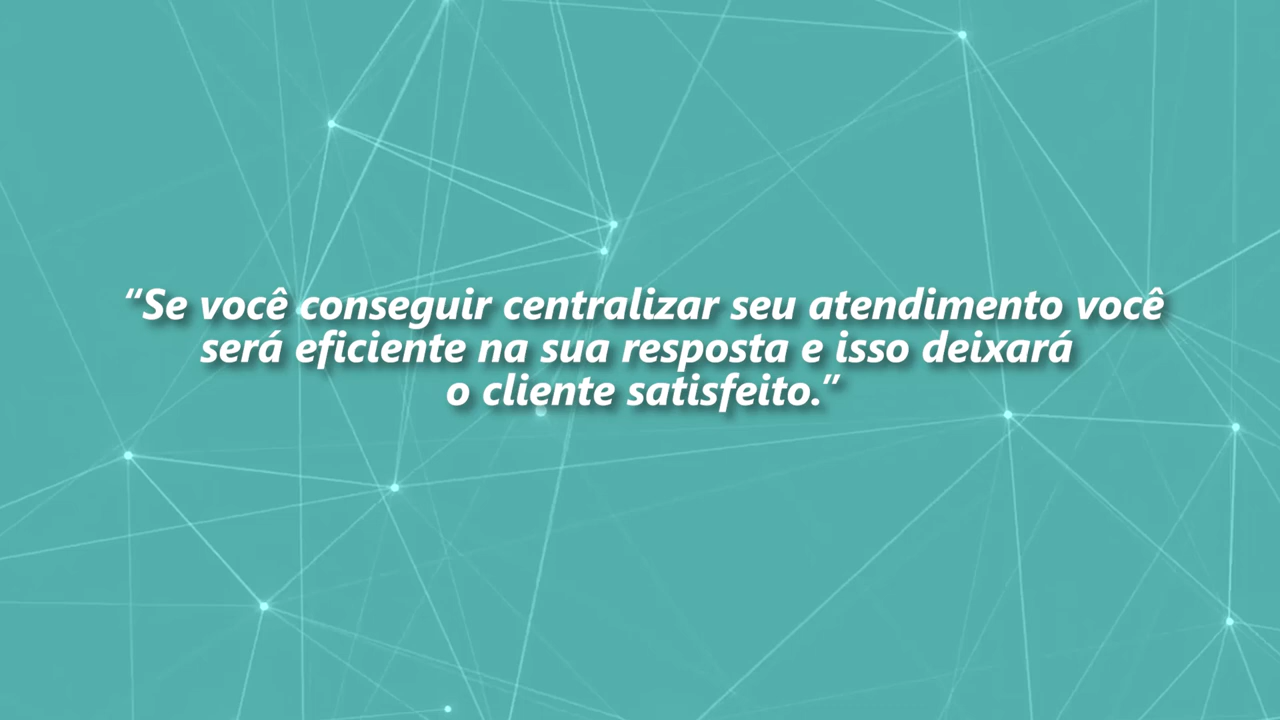 “Se você conseguir centralizar seu atendimento você
será eficiente na sua resposta e isso deixará
o cliente satisfeito.”